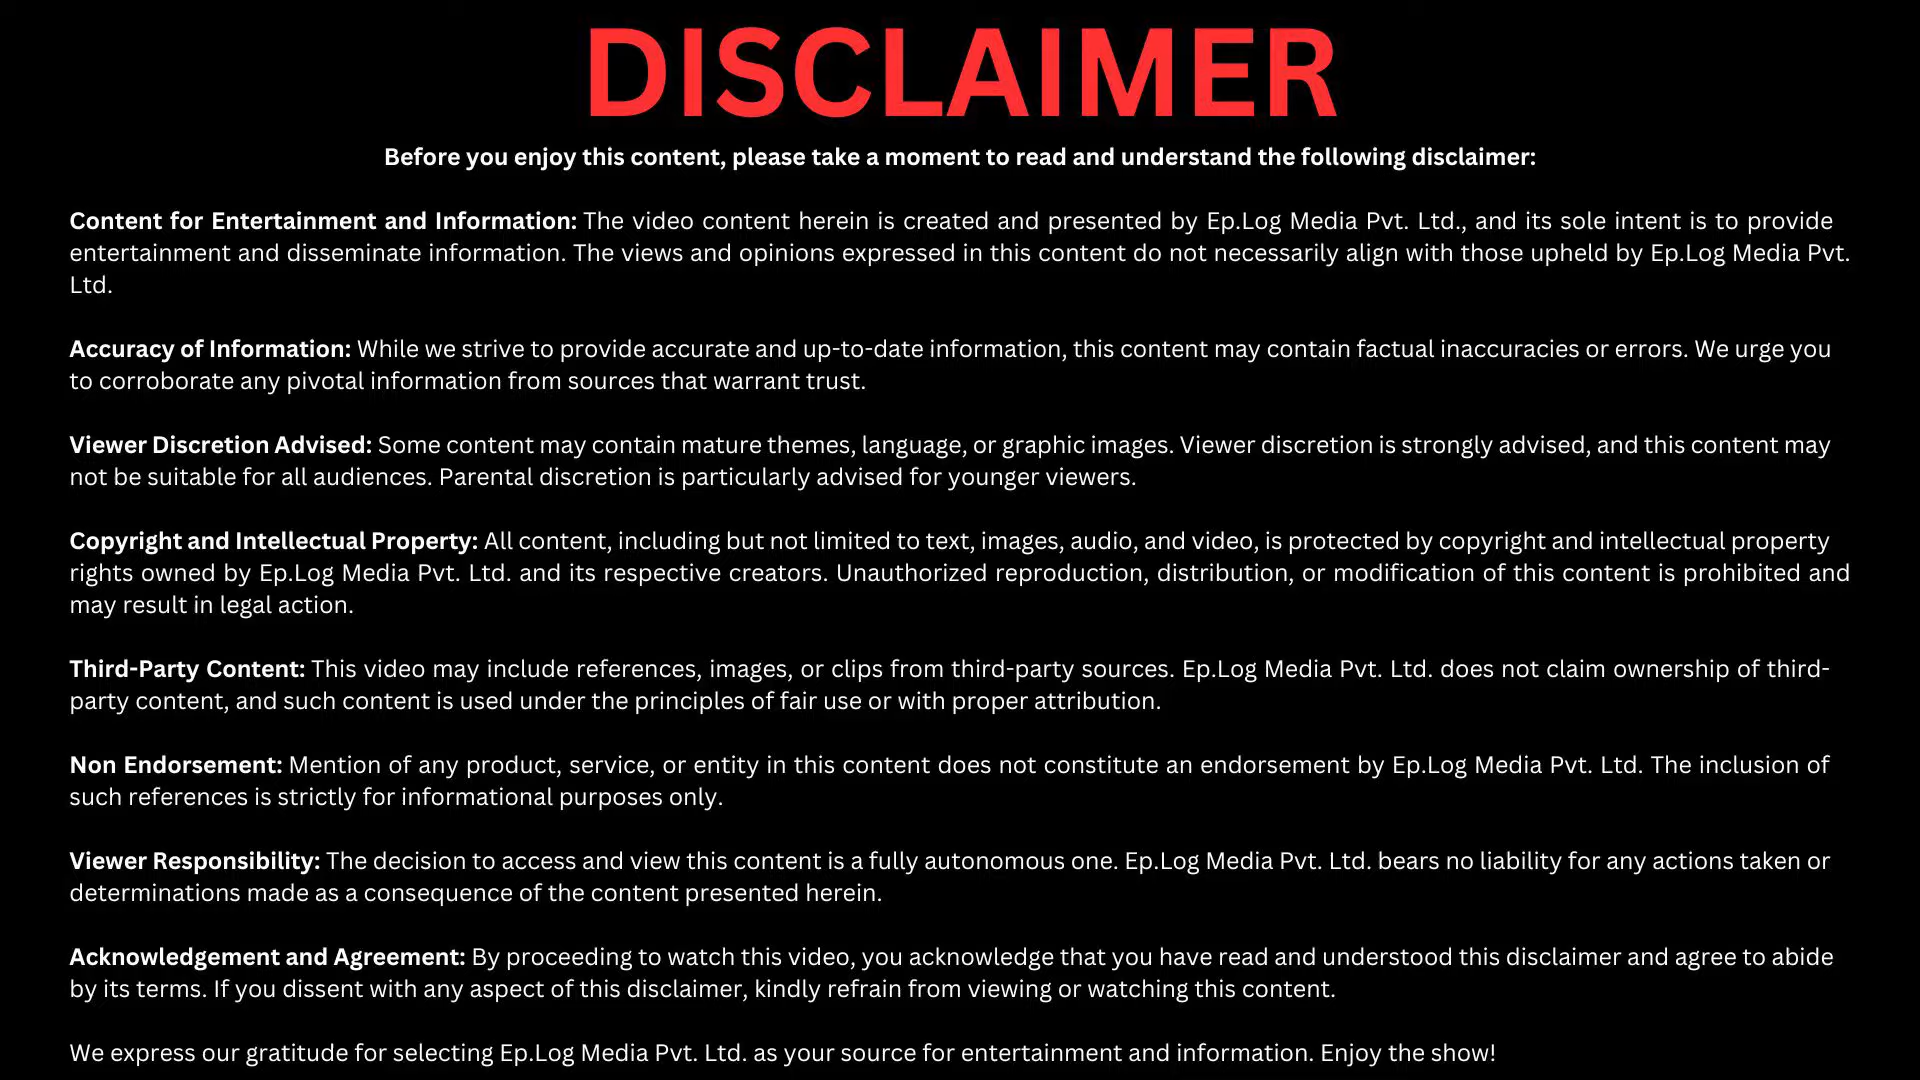 DISCLAIMER
Before you enjoy this content, please take a moment to read and understand the following disclaimer:
Content for Entertainment and Information: The video content herein is created and presented by Ep.Log Media Pvt. Ltd., and its sole intent is to provide
entertainment and disseminate information. The views and opinions expressed in this content do not necessarily align with those upheld by Ep.Log Media Pvt.
Ltd.
Accuracy of Information: While we strive to provide accurate and up-to-date information, this content may contain factual inaccuracies or errors. We urge you
to corroborate any pivotal information from sources that warrant trust.
Viewer Discretion Advised: Some content may contain mature themes, language, or graphic images. Viewer discretion is strongly advised, and this content may
not be suitable for all audiences. Parental discretion is particularly advised for younger viewers.
Copyright and Intellectual Property: All content, including but not limited to text, images, audio, and video, is protected by copyright and intellectual property
rights owned by Ep.Log Media Pvt. Ltd. and its respective creators. Unauthorized reproduction, distribution, or modification of this content is prohibited and
may result in legal action.
Third-Party Content: This video may include references, images, or clips from third-party sources. Ep.Log Media Pvt. Ltd. does not claim ownership of third-
party content, and such content is used under the principles of fair use or with proper attribution.
Non Endorsement: Mention of any product, service, or entity in this content does not constitute an endorsement by Ep.Log Media Pvt. Ltd. The inclusion of
such references is strictly for informational purposes only.
Viewer Responsibility: The decision to access and view this content is a fully autonomous one. Ep.Log Media Pvt. Ltd. bears no liability for any actions taken or
determinations made as a consequence of the content presented herein.
Acknowledgement and Agreement: By proceeding to watch this video, you acknowledge that you have read and understood this disclaimer and agree to abide
by its terms. If you dissent with any aspect of this disclaimer, kindly refrain from viewing or watching this content.
We express our gratitude for selecting Ep.Log Media Pvt. Ltd. as your source for entertainment and information. Enjoy the show!